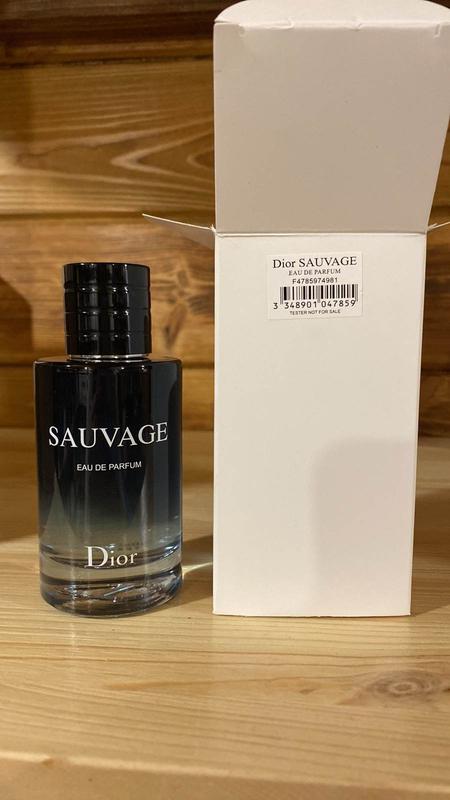 SAUVAGE
EAU DE PARFUM
Dior
Dior SAUVAGE
EAU DE PARFUM
F4785974981
3 348901 047859
TESTER NOT FOR SALE